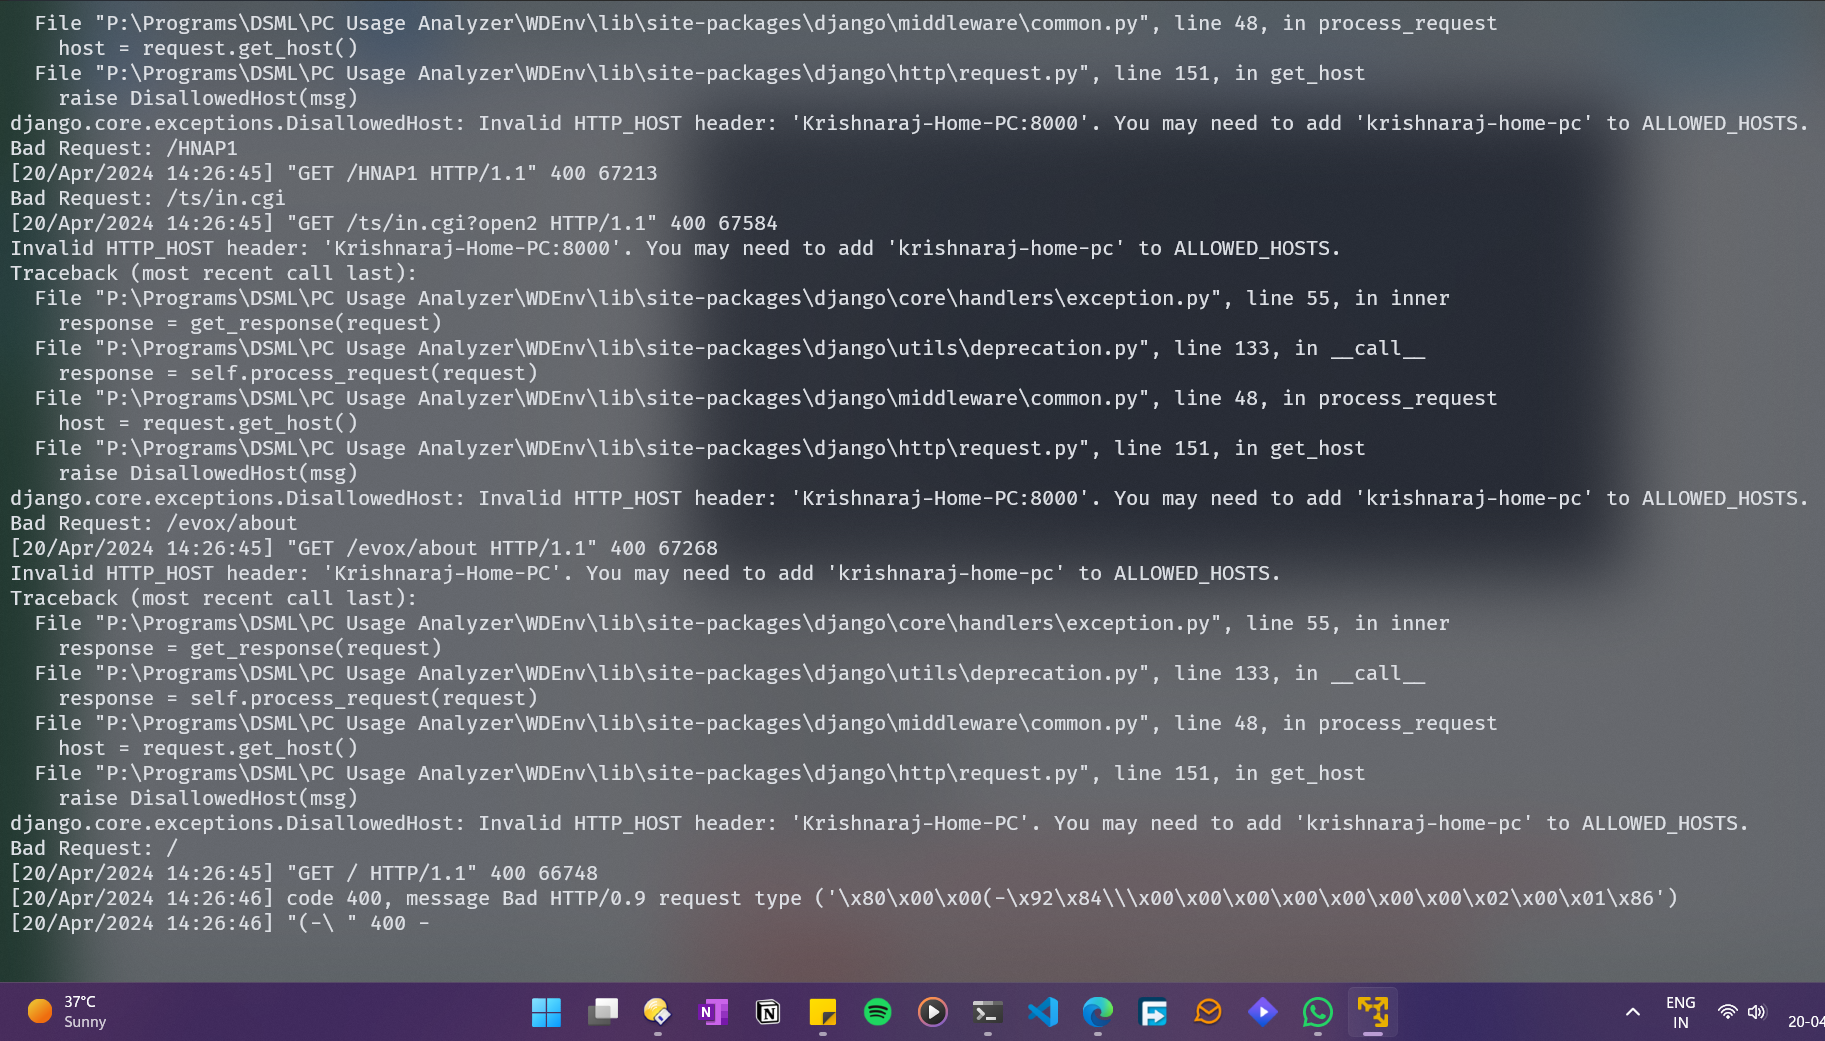 File "P:\Programs\DSML\PC Usage Analyzer\WDEnv\lib\site-packages\django\middleware\common.py", line 48, in process_request
    host = request.get_host()
  File "P:\Programs\DSML\PC Usage Analyzer\WDEnv\lib\site-packages\django\http\request.py", line 151, in get_host
    raise DisallowedHost(msg)
django.core.exceptions.DisallowedHost: Invalid HTTP_HOST header: 'Krishnaraj-Home-PC:8000'. You may need to add 'krishnaraj-home-pc' to ALLOWED_HOSTS.
Bad Request: /HNAP1
[20/Apr/2024 14:26:45] "GET /HNAP1 HTTP/1.1" 400 67213
Bad Request: /ts/in.cgi
[20/Apr/2024 14:26:45] "GET /ts/in.cgi?open2 HTTP/1.1" 400 67584
Invalid HTTP_HOST header: 'Krishnaraj-Home-PC:8000'. You may need to add 'krishnaraj-home-pc' to ALLOWED_HOSTS.
Traceback (most recent call last):
  File "P:\Programs\DSML\PC Usage Analyzer\WDEnv\lib\site-packages\django\core\handlers\exception.py", line 55, in inner
    response = get_response(request)
  File "P:\Programs\DSML\PC Usage Analyzer\WDEnv\lib\site-packages\django\utils\deprecation.py", line 133, in __call__
    response = self.process_request(request)
  File "P:\Programs\DSML\PC Usage Analyzer\WDEnv\lib\site-packages\django\middleware\common.py", line 48, in process_request
    host = request.get_host()
  File "P:\Programs\DSML\PC Usage Analyzer\WDEnv\lib\site-packages\django\http\request.py", line 151, in get_host
    raise DisallowedHost(msg)
django.core.exceptions.DisallowedHost: Invalid HTTP_HOST header: 'Krishnaraj-Home-PC:8000'. You may need to add 'krishnaraj-home-pc' to ALLOWED_HOSTS.
Bad Request: /evox/about
[20/Apr/2024 14:26:45] "GET /evox/about HTTP/1.1" 400 67268
Invalid HTTP_HOST header: 'Krishnaraj-Home-PC'. You may need to add 'krishnaraj-home-pc' to ALLOWED_HOSTS.
Traceback (most recent call last):
  File "P:\Programs\DSML\PC Usage Analyzer\WDEnv\lib\site-packages\django\core\handlers\exception.py", line 55, in inner
    response = get_response(request)
  File "P:\Programs\DSML\PC Usage Analyzer\WDEnv\lib\site-packages\django\utils\deprecation.py", line 133, in __call__
    response = self.process_request(request)
  File "P:\Programs\DSML\PC Usage Analyzer\WDEnv\lib\site-packages\django\middleware\common.py", line 48, in process_request
    host = request.get_host()
  File "P:\Programs\DSML\PC Usage Analyzer\WDEnv\lib\site-packages\django\http\request.py", line 151, in get_host
    raise DisallowedHost(msg)
django.core.exceptions.DisallowedHost: Invalid HTTP_HOST header: 'Krishnaraj-Home-PC'. You may need to add 'krishnaraj-home-pc' to ALLOWED_HOSTS.
Bad Request: /
[20/Apr/2024 14:26:45] "GET / HTTP/1.1" 400 66748
[20/Apr/2024 14:26:46] code 400, message Bad HTTP/0.9 request type ('\x80\x00\x00(-\x92\x84\\\x00\x00\x00\x00\x00\x00\x00\x02\x00\x01\x86')
[20/Apr/2024 14:26:46] "(-\ " 400 -
37°C
Sunny
ENG
IN
20-04